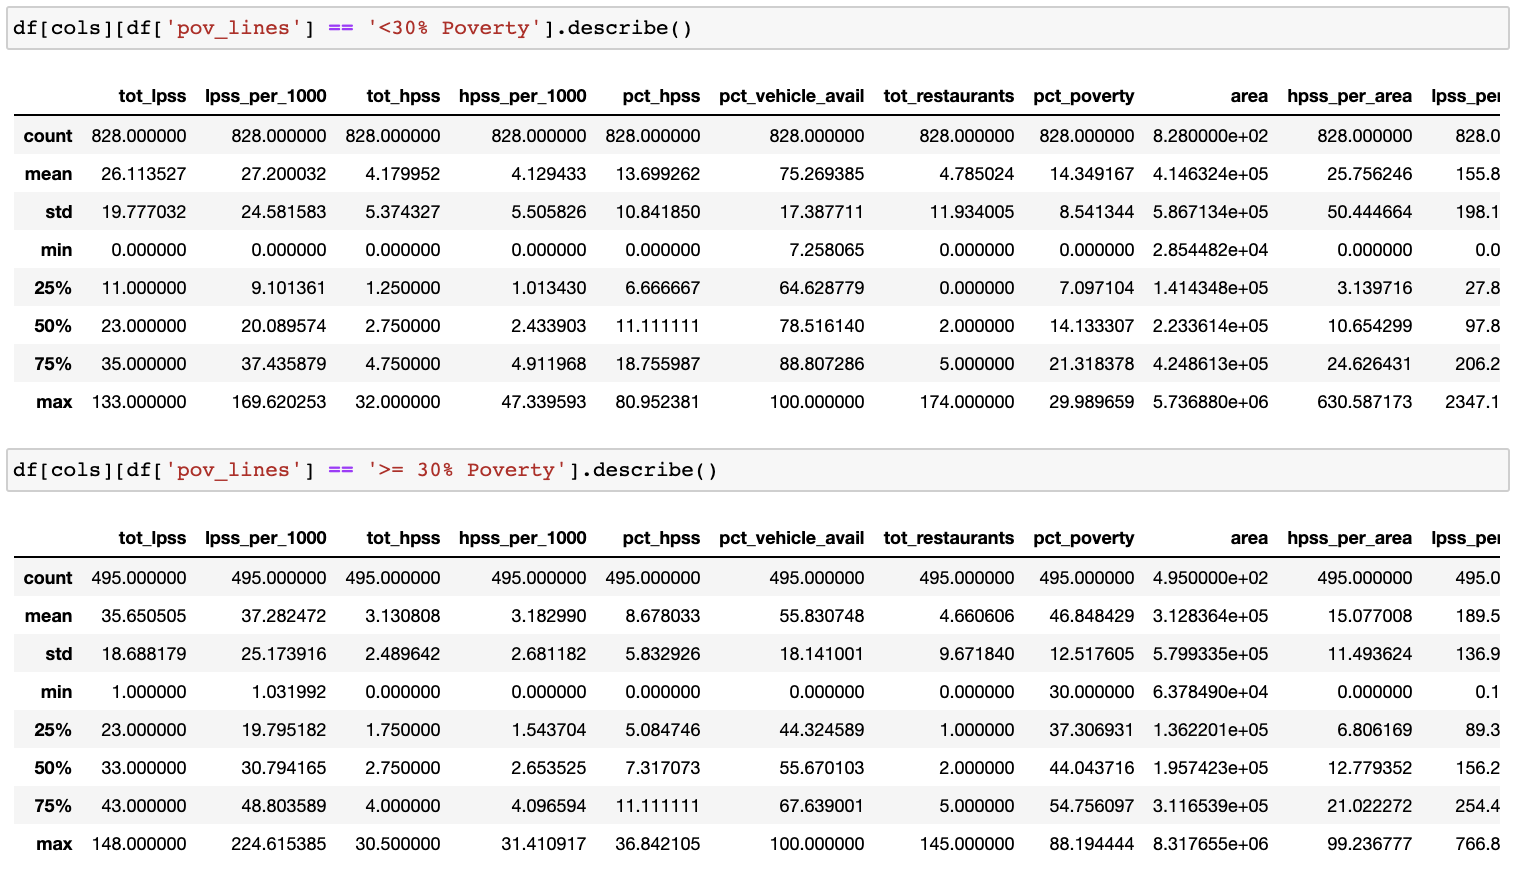 df[cols][df['pov_lines'] == '<30% Poverty'].describe()
tot_lpss lpss_per_1000 tot_hpss hpss_per_1000 pct_hpss pct_vehicle_avail tot_restaurants pct_poverty area hpss_per_area lpss_per
count 828.000000 828.000000 828.000000 828.000000 828.000000 828.000000 828.000000 828.000000 8.280000e+02 828.000000 828.0
mean 26.113527 27.200032 4.179952 4.129433 13.699262 75.269385 4.785024 14.349167 4.146324e+05 25.756246 155.8
std 19.777032 24.581583 5.374327 5.505826 10.841850 17.387711 11.934005 8.541344 5.867134e+05 50.444664 198.1
min 0.000000 0.000000 0.000000 0.000000 0.000000 7.258065 0.000000 0.000000 2.854482e+04 0.000000 0.0
25% 11.000000 9.101361 1.250000 1.013430 6.666667 64.628779 0.000000 7.097104 1.414348e+05 3.139716 27.8
50% 23.000000 20.089574 2.750000 2.433903 11.111111 78.516140 2.000000 14.133307 2.233614e+05 10.654299 97.8
75% 35.000000 37.435879 4.750000 4.911968 18.755987 88.807286 5.000000 21.318378 4.248613e+05 24.626431 206.2
max 133.000000 169.620253 32.000000 47.339593 80.952381 100.000000 174.000000 29.989659 5.736880e+06 630.587173 2347.1
df[cols][df['pov_lines'] == '>= 30% Poverty'].describe()
tot_lpss lpss_per_1000 tot_hpss hpss_per_1000 pct_hpss pct_vehicle_avail tot_restaurants pct_poverty area hpss_per_area lpss_per
count 495.000000 495.000000 495.000000 495.000000 495.000000 495.000000 495.000000 495.000000 4.950000e+02 495.000000 495.0
mean 35.650505 37.282472 3.130808 3.182990 8.678033 55.830748 4.660606 46.848429 3.128364e+05 15.077008 189.5
std 18.688179 25.173916 2.489642 2.681182 5.832926 18.141001 9.671840 12.517605 5.799335e+05 11.493624 136.9
min 1.000000 1.031992 0.000000 0.000000 0.000000 0.000000 0.000000 30.000000 6.378490e+04 0.000000 0.1
25% 23.000000 19.795182 1.750000 1.543704 5.084746 44.324589 1.000000 37.306931 1.362201e+05 6.806169 89.3
50% 33.000000 30.794165 2.750000 2.653525 7.317073 55.670103 2.000000 44.043716 1.957423e+05 12.779352 156.2
75% 43.000000 48.803589 4.000000 4.096594 11.111111 67.639001 5.000000 54.756097 3.116539e+05 21.022272 254.4
max 148.000000 224.615385 30.500000 31.410917 36.842105 100.000000 145.000000 88.194444 8.317655e+06 99.236777 766.8